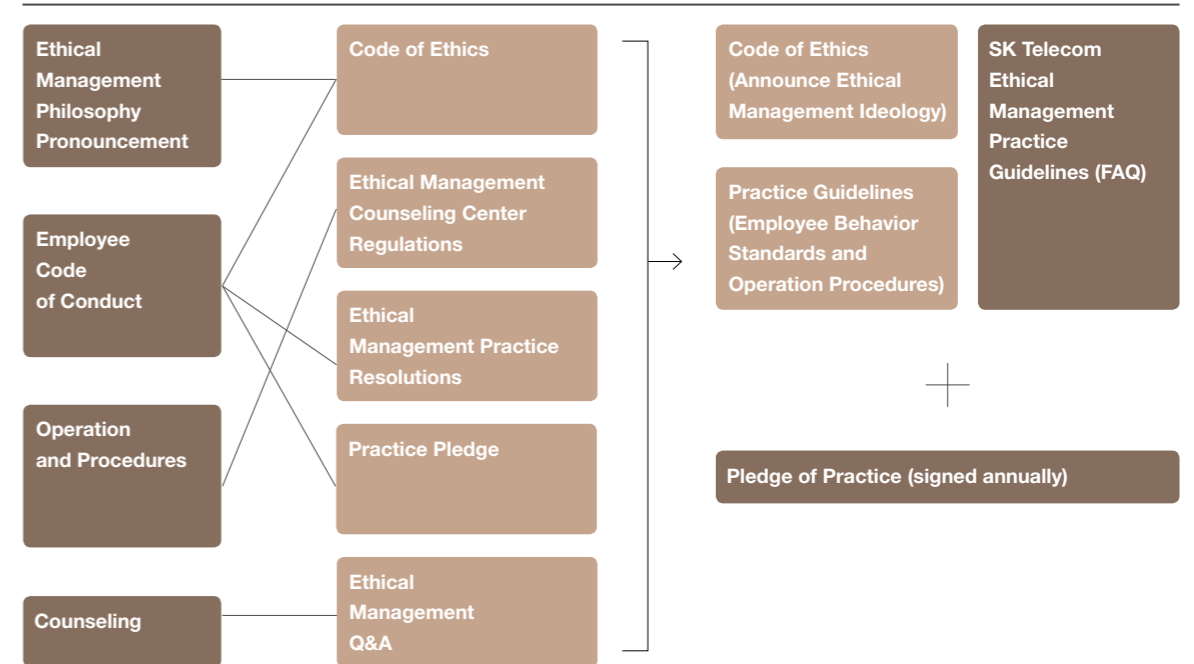 Ethical
Management
Philosophy
Pronouncement
Employee
Code
of Conduct
Operation
and Procedures
Counseling
Code of Ethics
Ethical Management
Counseling Center
Regulations
Ethical
Management Practice
Resolutions
Practice Pledge
Ethical
Management
Q&A
Code of Ethics
(Announce Ethical
Management Ideology)
Practice Guidelines
(Employee Behavior
Standards and
Operation Procedures)
SK Telecom
Ethical
Management
Practice
Guidelines (FAQ)
Pledge of Practice (signed annually)